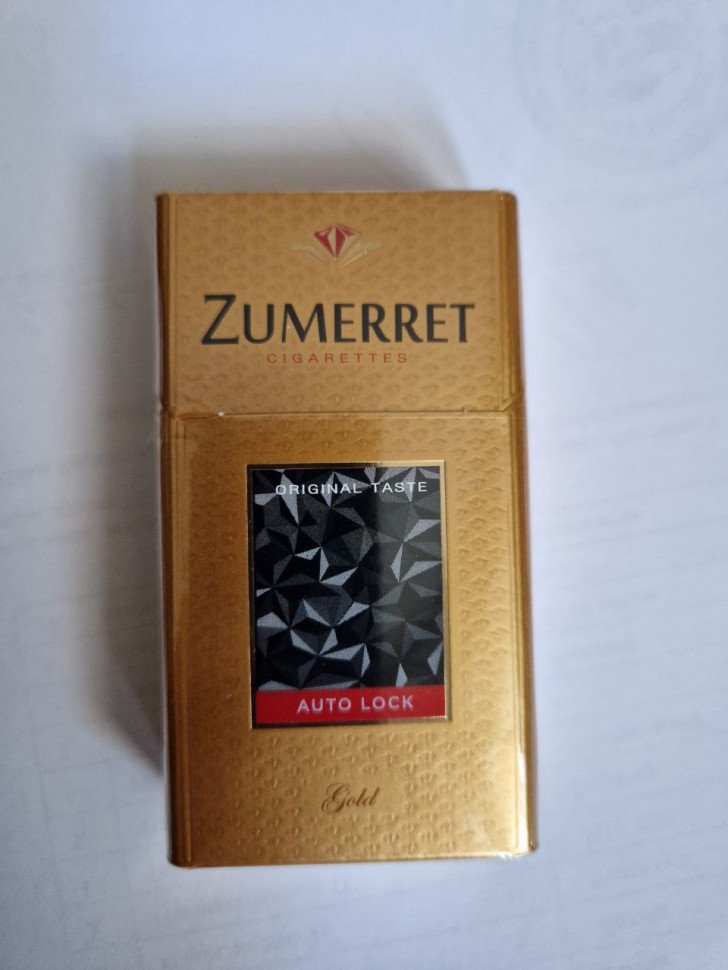 ZUMERRET
CIGARETTES
ORIGINAL TASTE
AUTO LOCK
Gold